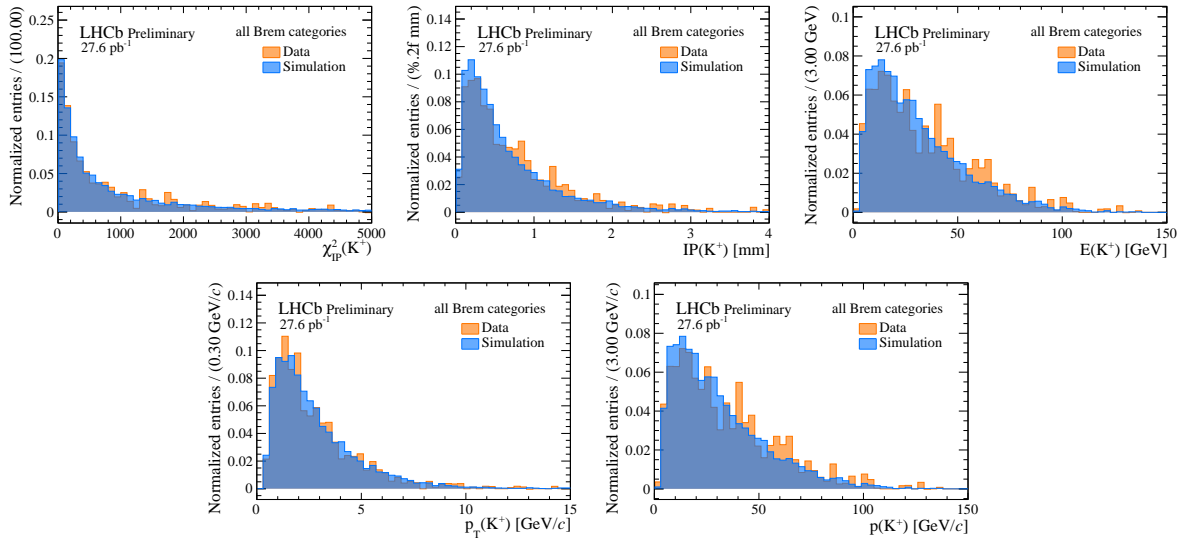 LHCb Preliminary
27.6 pb⁻¹
all Brem categories
Data
Simulation
Normalized entries / (100.00)
0.25
0.2
0.15
0.1
0.05
0
0 1000 2000 3000 4000 5000
χ²_IP(K⁺)
LHCb Preliminary
27.6 pb⁻¹
all Brem categories
Data
Simulation
Normalized entries / (%.2f mm)
0.14
0.12
0.1
0.08
0.06
0.04
0.02
0
0 1 2 3 4
IP(K⁺) [mm]
LHCb Preliminary
27.6 pb⁻¹
all Brem categories
Data
Simulation
Normalized entries / (3.00 GeV)
0.1
0.08
0.06
0.04
0.02
0
0 50 100 150
E(K⁺) [GeV]
LHCb Preliminary
27.6 pb⁻¹
all Brem categories
Data
Simulation
Normalized entries / (0.30 GeV/c)
0.14
0.12
0.1
0.08
0.06
0.04
0.02
0
0 5 10 15
p_T(K⁺) [GeV/c]
LHCb Preliminary
27.6 pb⁻¹
all Brem categories
Data
Simulation
Normalized entries / (3.00 GeV/c)
0.1
0.08
0.06
0.04
0.02
0
0 50 100 150
p(K⁺) [GeV/c]